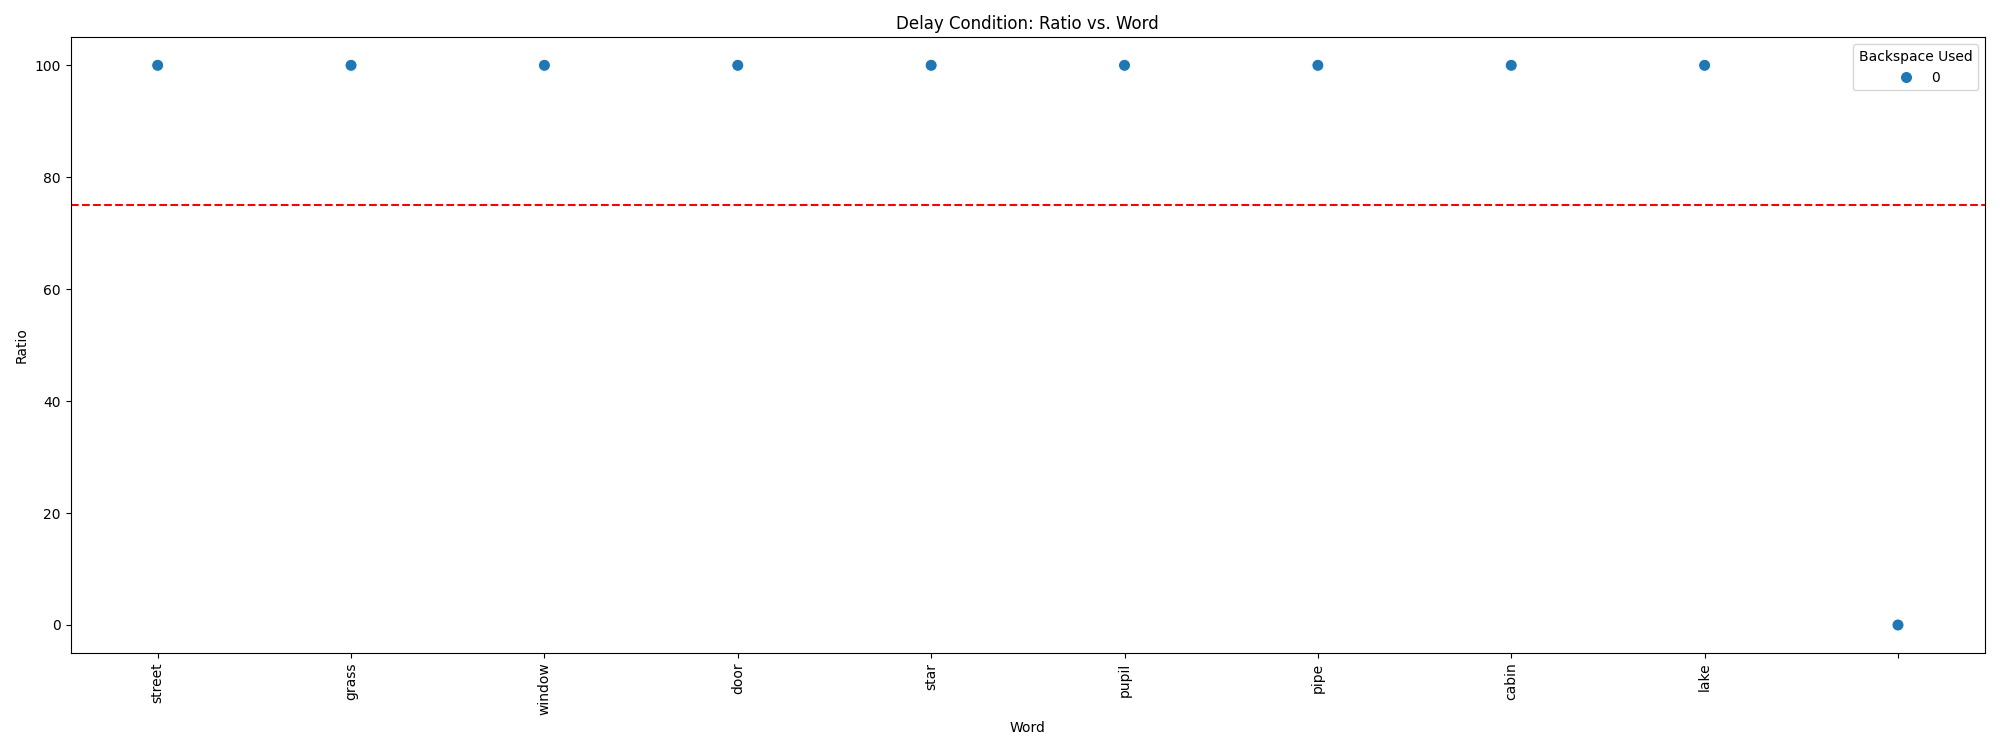 Delay Condition: Ratio vs. Word
Backspace Used
0
100
80
60
40
20
0
Ratio
street
grass
window
door
star
pupil
pipe
cabin
lake
Word